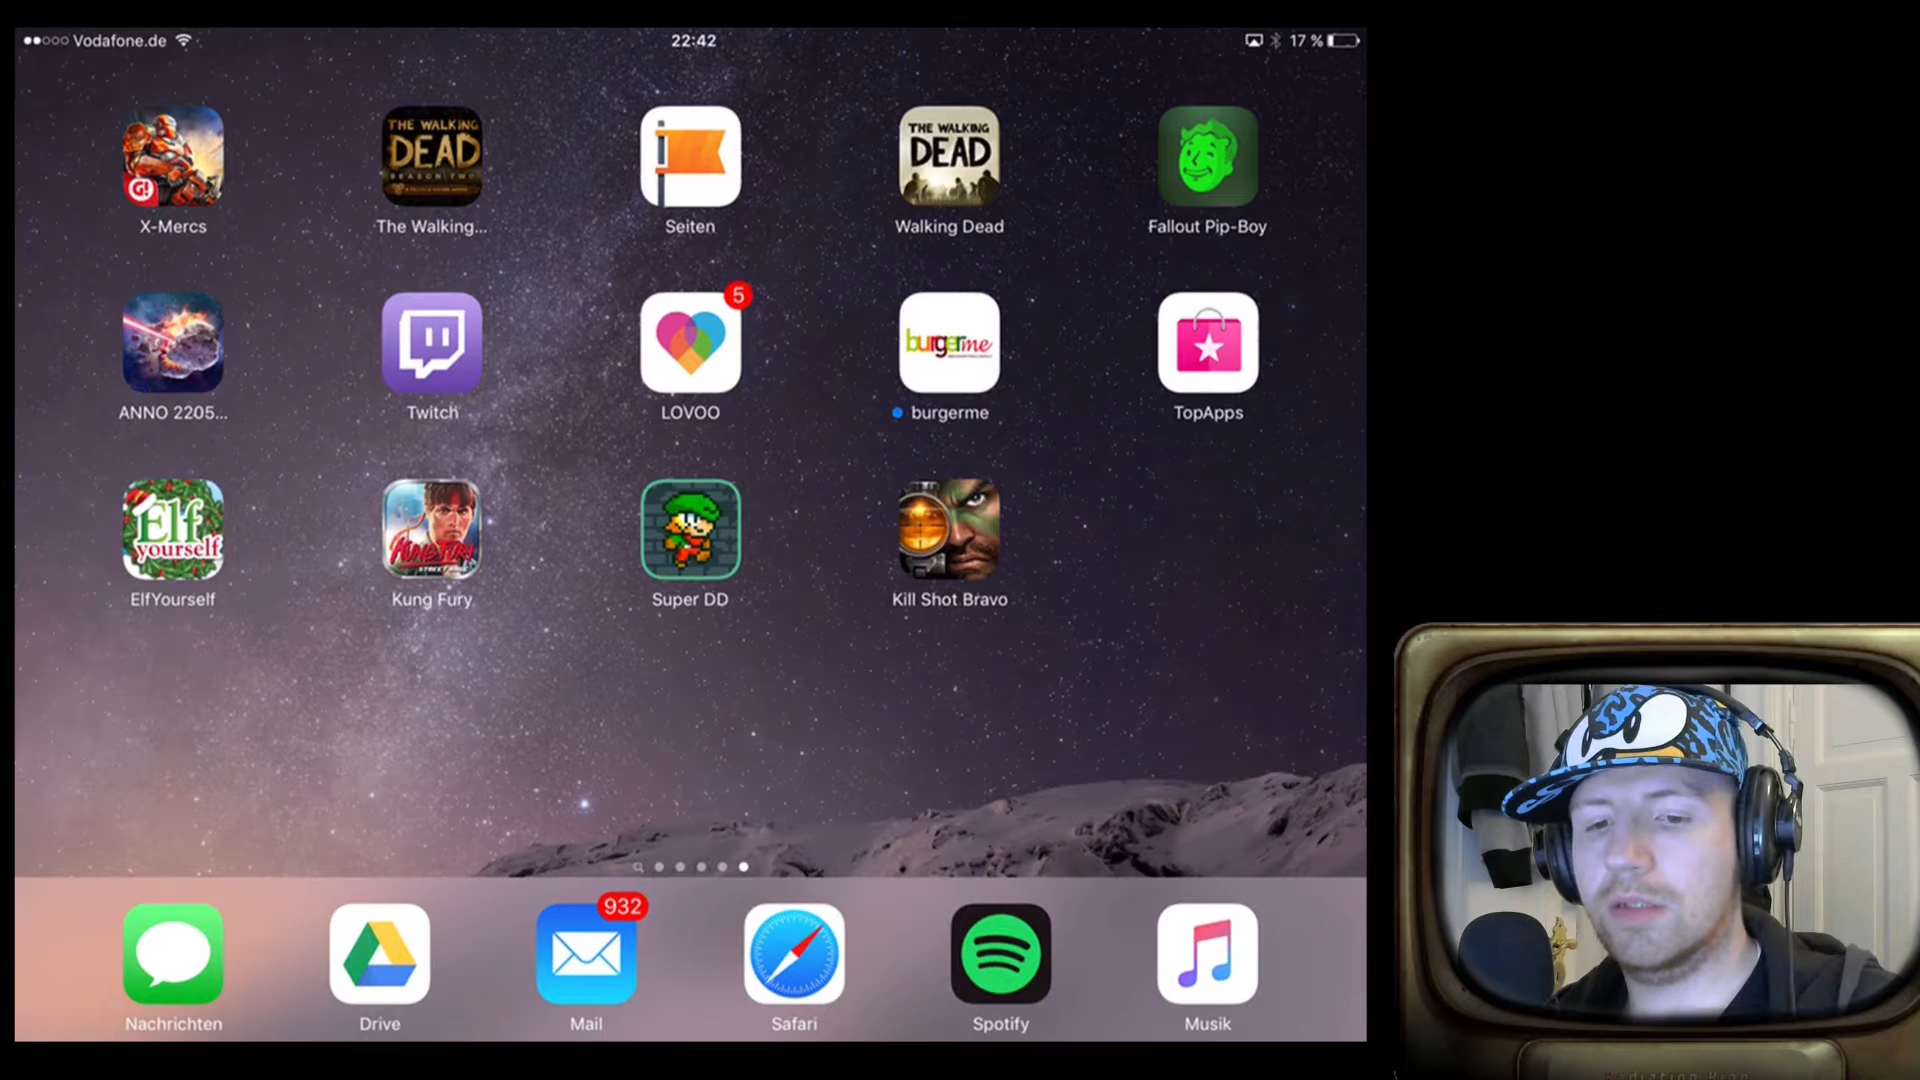 Vodafone.de
22:42
17 %
THE WALKING
DEAD
THE WALKING
DEAD
G!
X-Mercs
The Walking...
Seiten
Walking Dead
Fallout Pip-Boy
5
burgerme
ANNO 2205...
Twitch
LOVOO
burgerme
TopApps
Elf
yourself
KUNG FURY
ElfYourself
Kung Fury
Super DD
Kill Shot Bravo
932
Nachrichten
Drive
Mail
Safari
Spotify
Musik